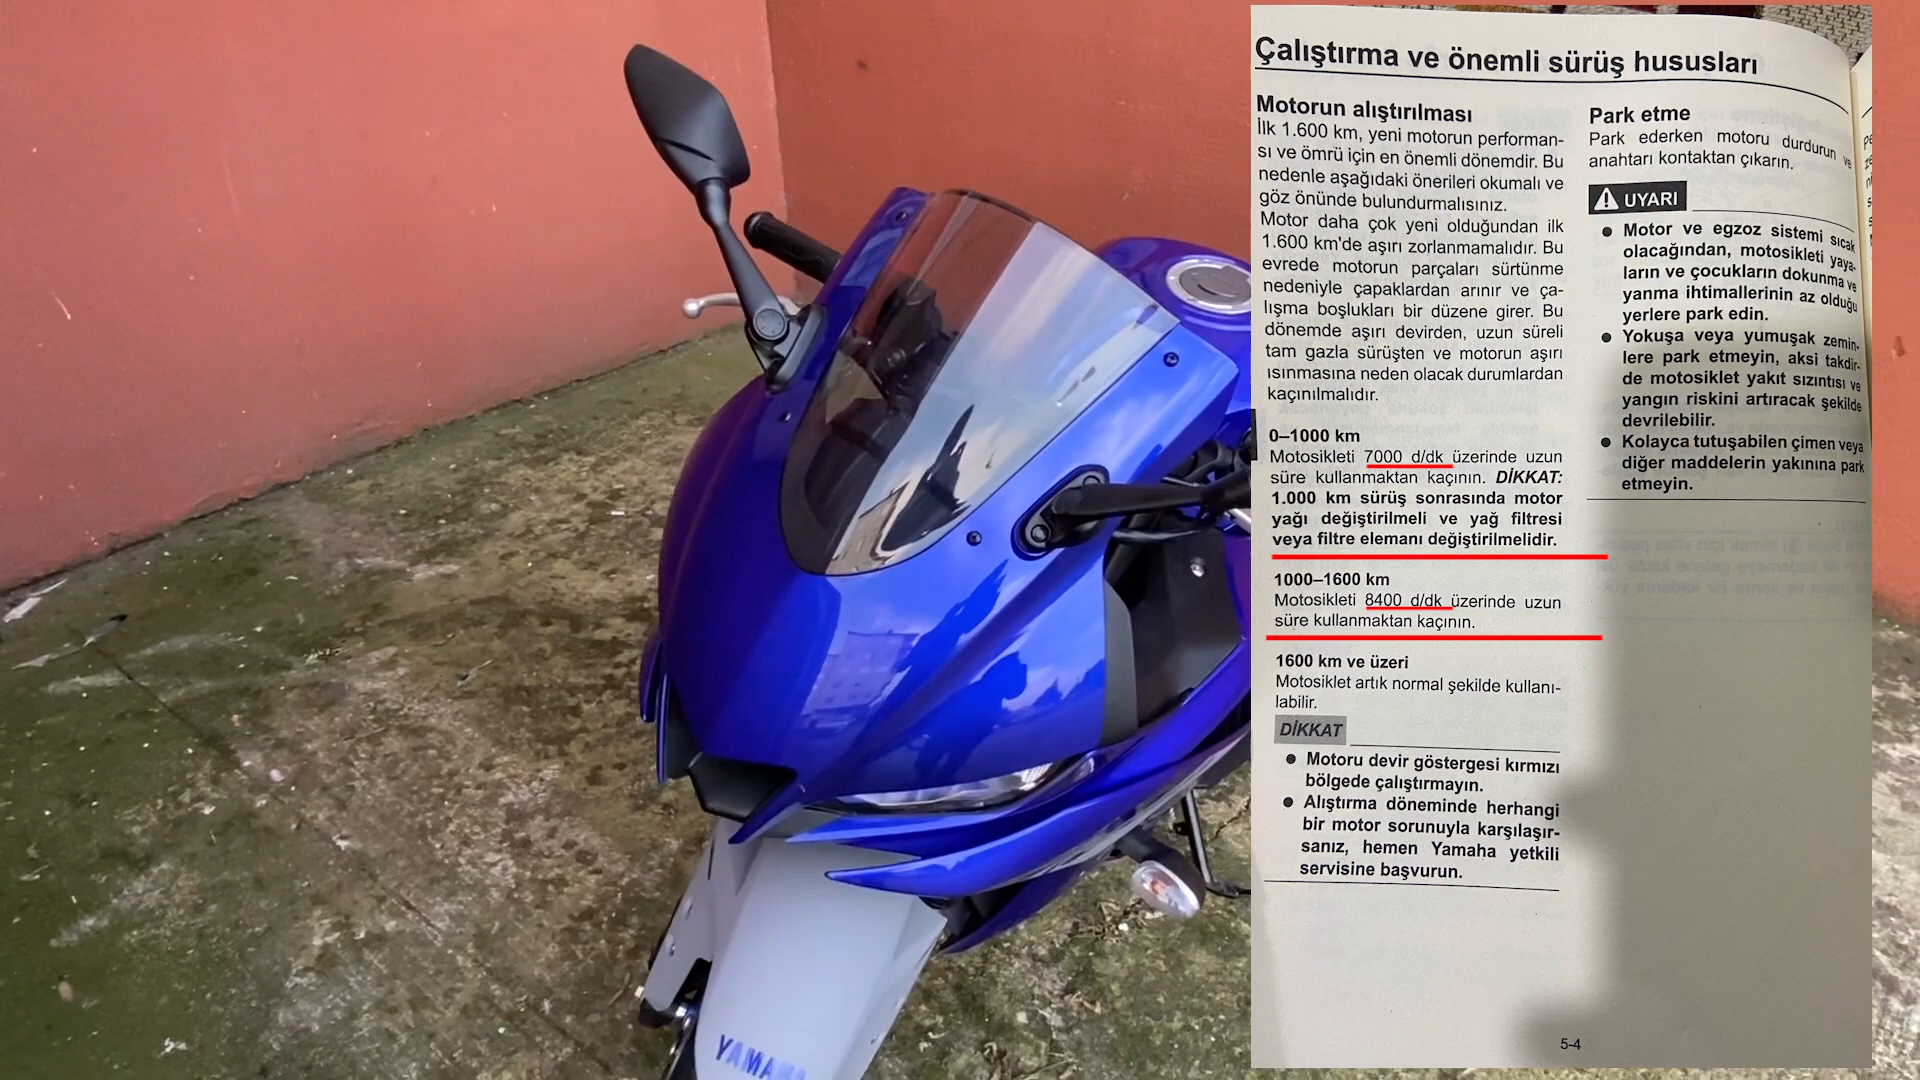 Çalıştırma ve önemli sürüş hususları
Motorun alıştırılması
İlk 1.600 km, yeni motorun performan-
sı ve ömrü için en önemli dönemdir. Bu
nedenle aşağıdaki önerileri okumalı ve
göz önünde bulundurmalısınız.
Motor daha çok yeni olduğundan ilk
1.600 km'de aşırı zorlanmamalıdır. Bu
evrede motorun parçaları sürtünme
nedeniyle çapaklardan arınır ve ça-
lışma boşlukları bir düzene girer. Bu
dönemde aşırı devirden, uzun süreli
tam gazla sürüşten ve motorun aşırı
ısınmasına neden olacak durumlardan
kaçınılmalıdır.
0–1000 km
Motosikleti 7000 d/dk üzerinde uzun
süre kullanmaktan kaçının. DİKKAT:
1.000 km sürüş sonrasında motor
yağı değiştirilmeli ve yağ filtresi
veya filtre elemanı değiştirilmelidir.
1000–1600 km
Motosikleti 8400 d/dk üzerinde uzun
süre kullanmaktan kaçının.
1600 km ve üzeri
Motosiklet artık normal şekilde kullanı-
labilir.
DİKKAT
● Motoru devir göstergesi kırmızı
bölgede çalıştırmayın.
● Alıştırma döneminde herhangi
bir motor sorunuyla karşılaşır-
sanız, hemen Yamaha yetkili
servisine başvurun.
Park etme
Park ederken motoru durdurun ve
anahtarı kontaktan çıkarın.
UYARI
● Motor ve egzoz sistemi sıcak
olacağından, motosikleti yaya-
ların ve çocukların dokunma ve
yanma ihtimallerinin az olduğu
yerlere park edin.
● Yokuşa veya yumuşak zemin-
lere park etmeyin, aksi takdir-
de motosiklet yakıt sızıntısı ve
yangın riskini artıracak şekilde
devrilebilir.
● Kolayca tutuşabilen çimen veya
diğer maddelerin yakınına park
etmeyin.
5-4
YAMAHA